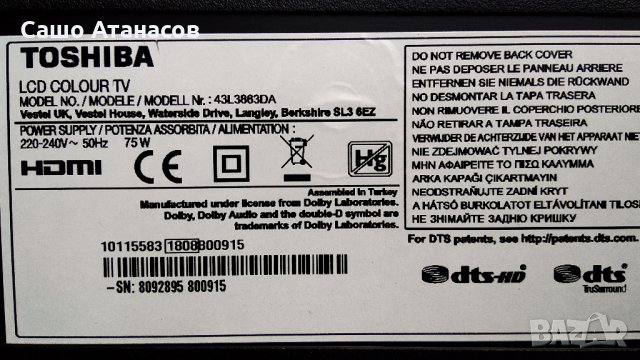 Сашо Атанасов
TOSHIBA
LCD COLOUR TV
MODEL NO. / MODELE / MODELL Nr. : 43L3863DA
Vestel UK, Vestel House, Waterside Drive, Langley, Berkshire SL3 6EZ
POWER SUPPLY / POTENZA ASSORBITA / ALIMENTATION :
220-240V~ 50Hz 75 W
HDMI CE Hg
Assembled in Turkey
Manufactured under license from Dolby Laboratories.
Dolby, Dolby Audio and the double-D symbol are
trademarks of Dolby Laboratories.
10115583 1808 800915
-SN: 8092895 800915
DO NOT REMOVE BACK COVER
NE PAS DEPOSER LE PANNEAU ARRIERE
ENTFERNEN SIE NIEMALS DIE RÜCKWAND
NO DESMONTAR LA TAPA TRASERA
NON RIMUOVERE IL COPERCHIO POSTERIORE
NÃO RETIRAR A TAMPA TRASEIRA
VERWIJDER DE ACHTERZIJDE VAN HET APPARAAT NIET
NIE ZDEJMOWAĆ TYLNEJ POKRYWY
ΜΗΝ ΑΦΑΙΡΕΙΤΕ ΤΟ ΠΙΣΩ ΚΑΛΥΜΜΑ
ARKA KAPAĞI ÇIKARTMAYIN
NEODSTRAŇUJTE ZADNÍ KRYT
A HÁTSÓ BURKOLATOT ELTÁVOLÍTANI TILOS
НЕ ЗНІМАЙТЕ ЗАДНЮ КРИШКУ
For DTS patents, see http://patents.dts.com.
dts-HD dts
TruSurround
bazar.bg